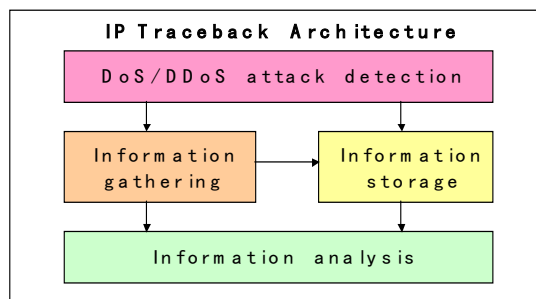 IP Traceback Architecture
DoS/DDoS attack detection
Information
gathering
Information
storage
Information analysis